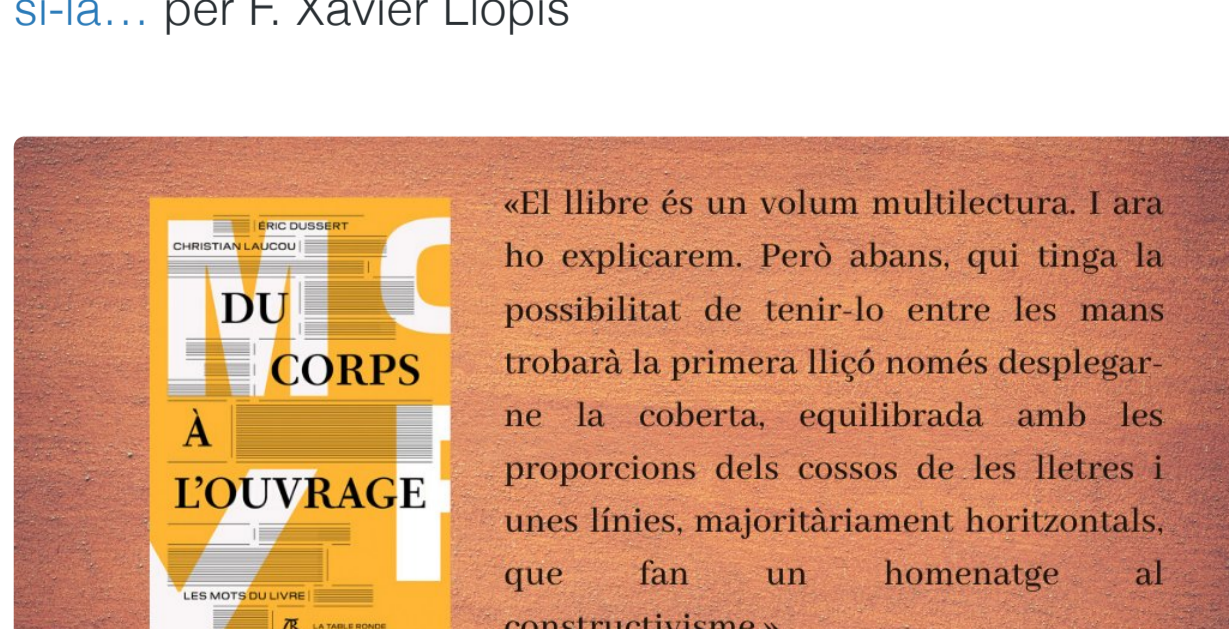 si-la… per F. Xavier Llopis
ÉRIC DUSSERT
CHRISTIAN LAUCOU
DU
CORPS
À
L'OUVRAGE
LES MOTS DU LIVRE
LA TABLE RONDE
«El llibre és un volum multilectura. I ara
ho explicarem. Però abans, qui tinga la
possibilitat de tenir-lo entre les mans
trobarà la primera lliçó només desplegar-
ne la coberta, equilibrada amb les
proporcions dels cossos de les lletres i
unes línies, majoritàriament horitzontals,
que fan un homenatge al
constructivisme.»